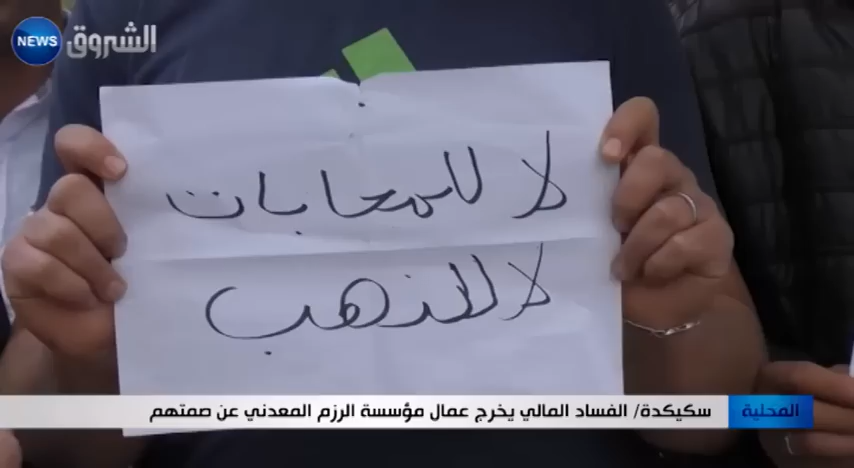 NEWS الشروق
لا للمحابات
لا للذهب
المحلية
سكيكدة/ الفساد المالي يخرج عمال مؤسسة الرزم المعدني عن صمتهم